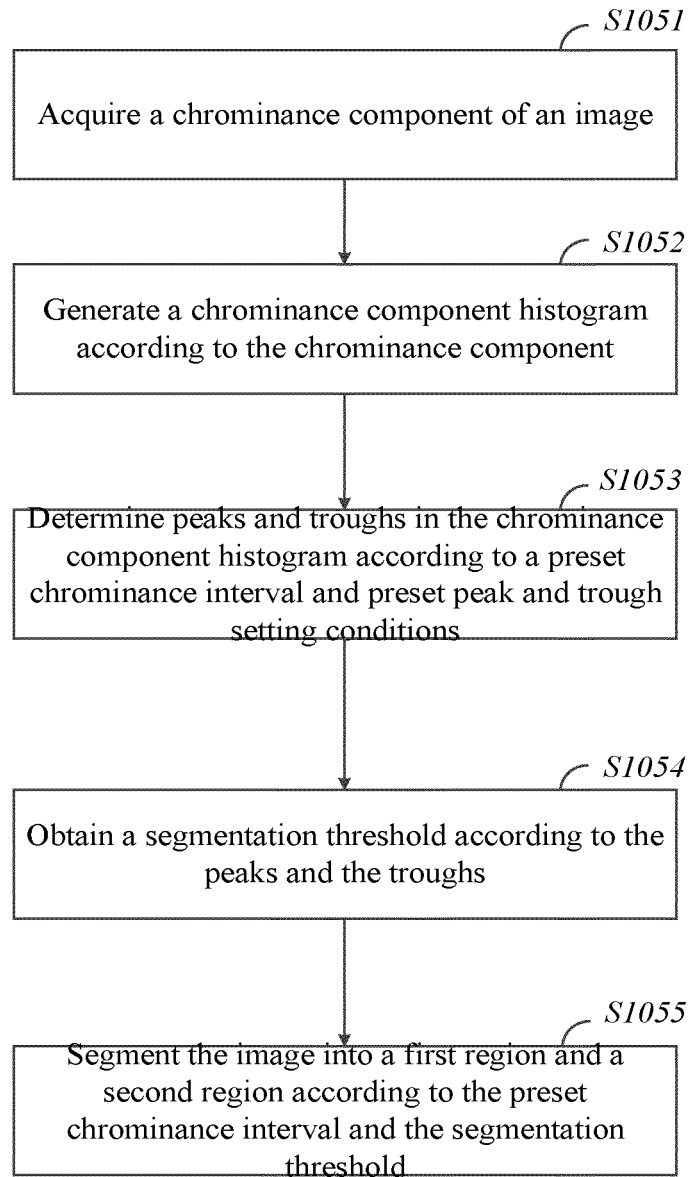 S1051
Acquire a chrominance component of an image
S1052
Generate a chrominance component histogram
according to the chrominance component
S1053
Determine peaks and troughs in the chrominance
component histogram according to a preset
chrominance interval and preset peak and trough
setting conditions
S1054
Obtain a segmentation threshold according to the
peaks and the troughs
S1055
Segment the image into a first region and a
second region according to the preset
chrominance interval and the segmentation
threshold